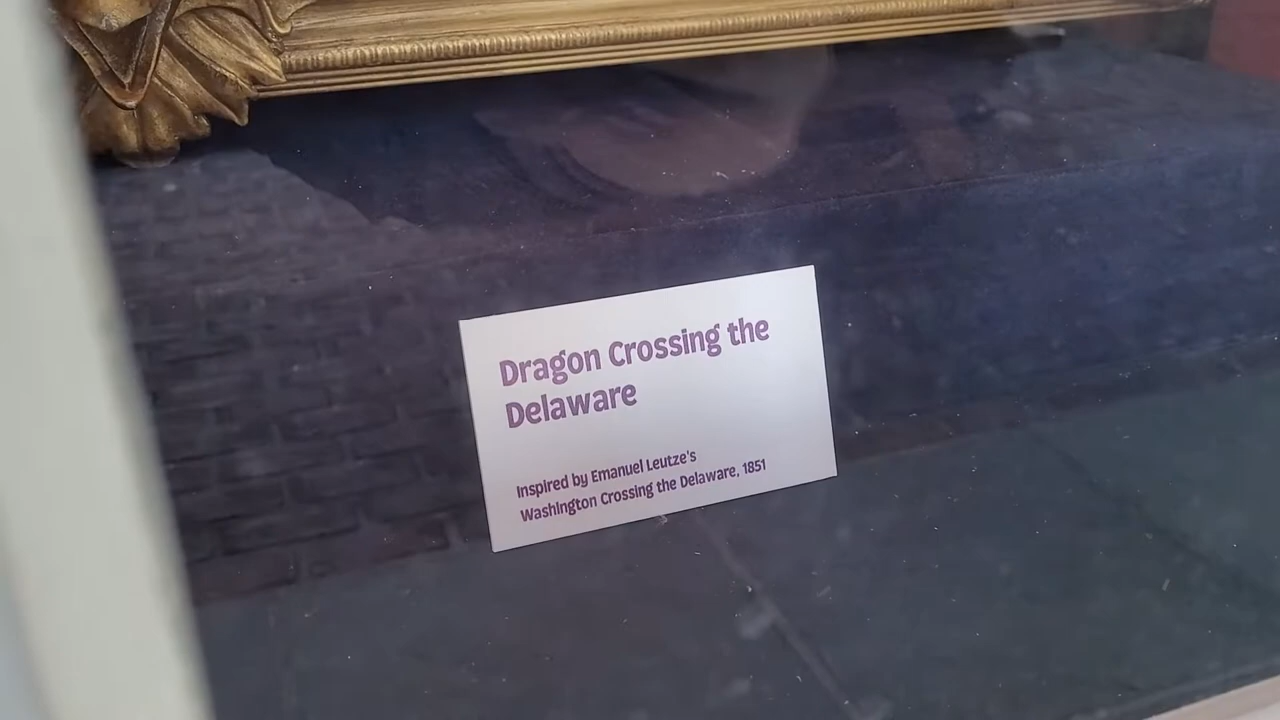 Dragon Crossing the
Delaware
Inspired by Emanuel Leutze's
Washington Crossing the Delaware, 1851